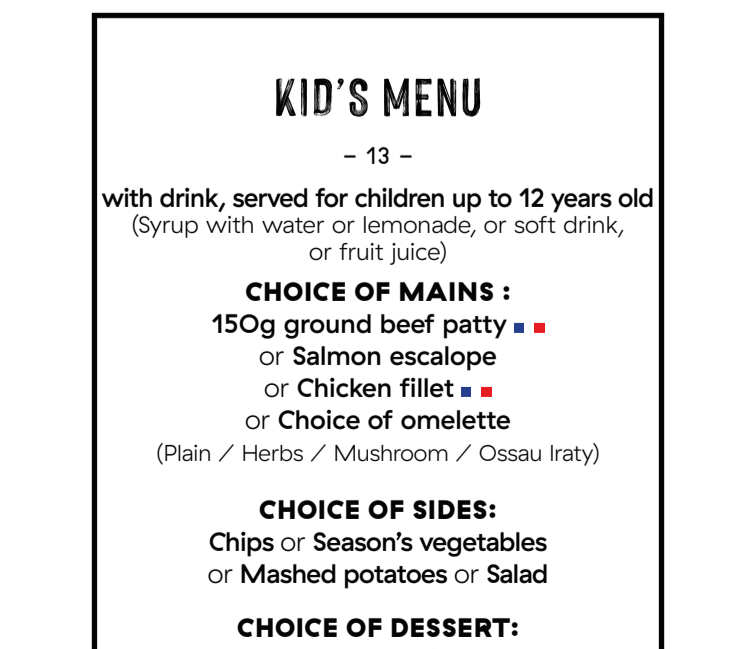 KID'S MENU
– 13 –
with drink, served for children up to 12 years old
(Syrup with water or lemonade, or soft drink,
or fruit juice)
CHOICE OF MAINS :
150g ground beef patty
or Salmon escalope
or Chicken fillet
or Choice of omelette
(Plain / Herbs / Mushroom / Ossau Iraty)
CHOICE OF SIDES:
Chips or Season's vegetables
or Mashed potatoes or Salad
CHOICE OF DESSERT: